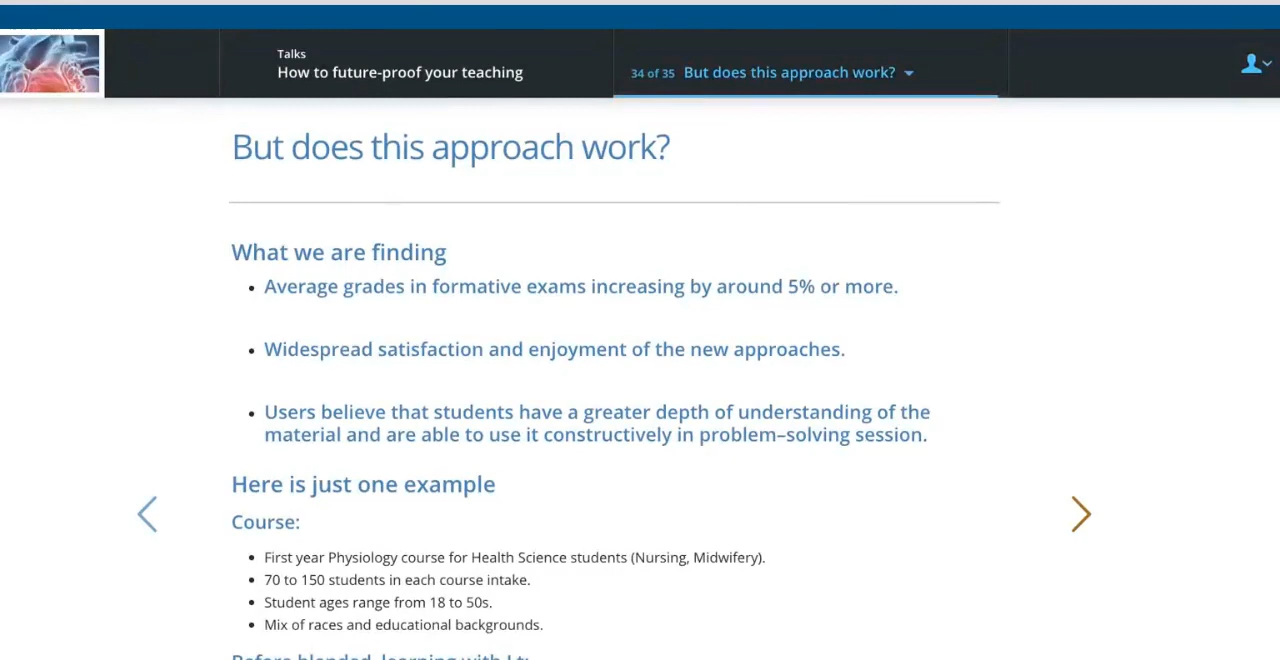 Talks
How to future-proof your teaching
34 of 35 But does this approach work?
But does this approach work?
What we are finding
Average grades in formative exams increasing by around 5% or more.
Widespread satisfaction and enjoyment of the new approaches.
Users believe that students have a greater depth of understanding of the
material and are able to use it constructively in problem–solving session.
Here is just one example
Course:
First year Physiology course for Health Science students (Nursing, Midwifery).
70 to 150 students in each course intake.
Student ages range from 18 to 50s.
Mix of races and educational backgrounds.
Before blended learning with Lt: